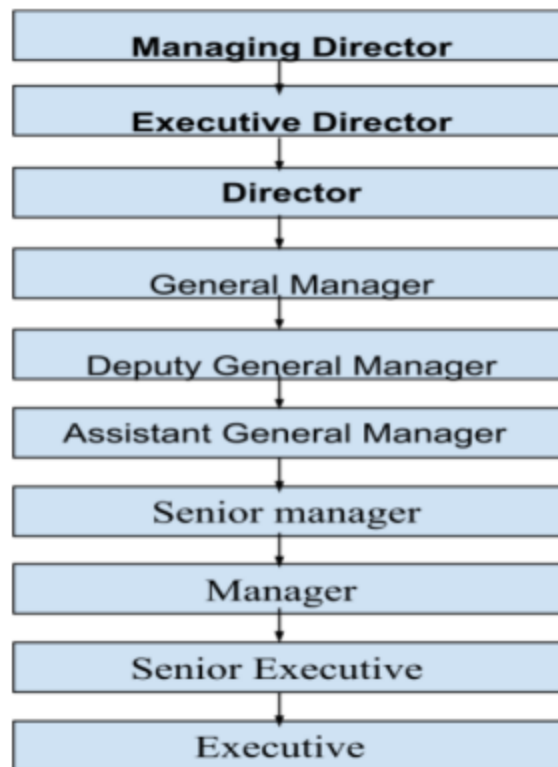 Managing Director
Executive Director
Director
General Manager
Deputy General Manager
Assistant General Manager
Senior manager
Manager
Senior Executive
Executive